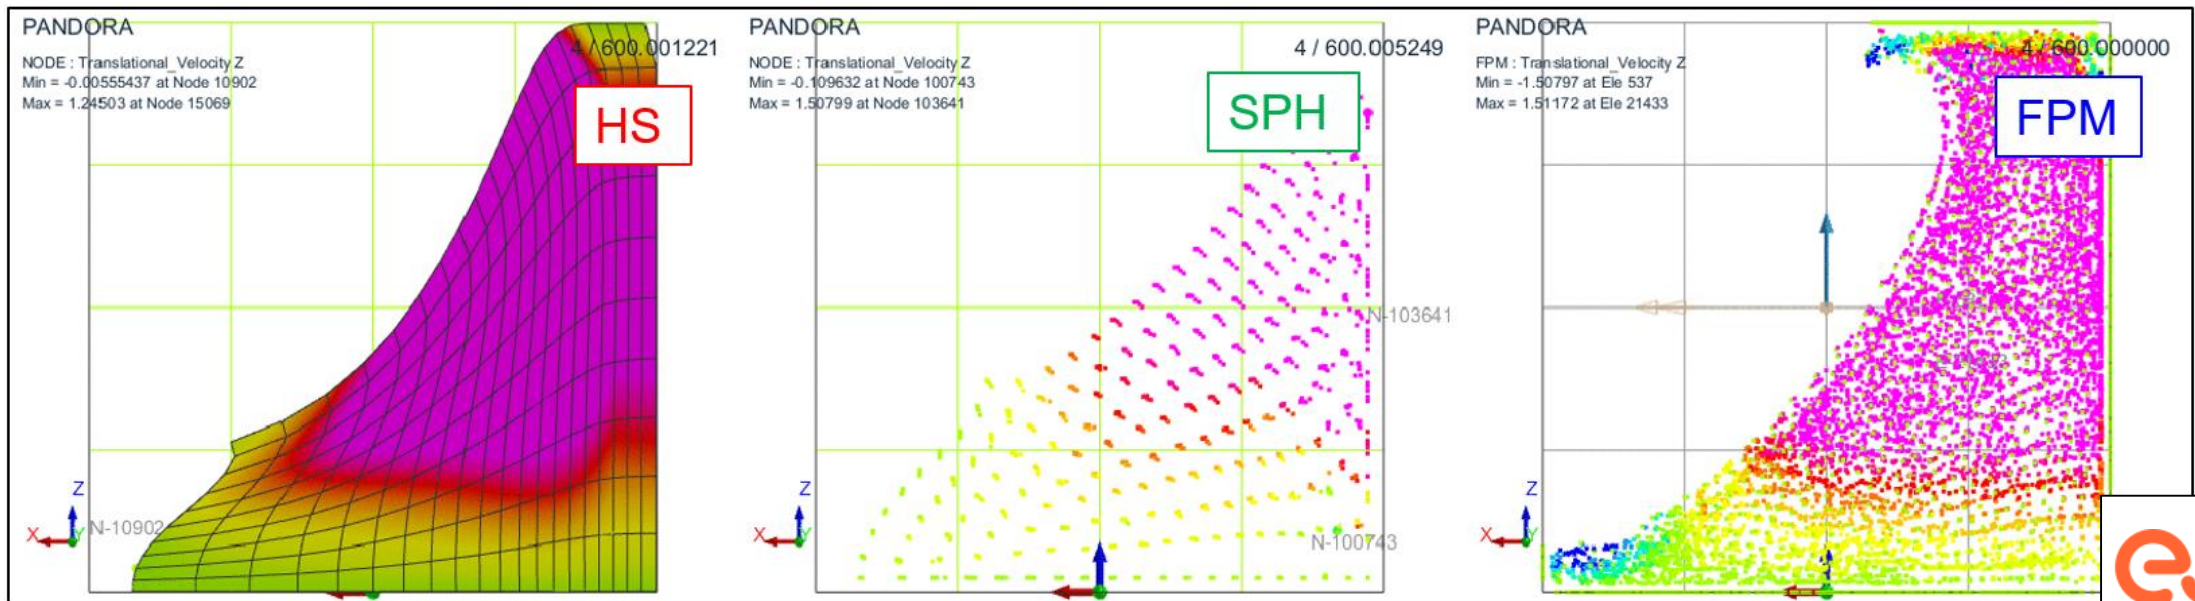 PANDORA
4 / 600.001221
NODE : Translational_Velocity Z
Min = -0.00555437 at Node 10902
Max = 1.24503 at Node 15069
HS
Z
X
Y
N-10902
PANDORA
4 / 600.005249
NODE : Translational_Velocity Z
Min = -0.109632 at Node 100743
Max = 1.50799 at Node 103641
SPH
N-103641
Z
X
Y
N-100743
PANDORA
4 / 600.000000
FPM : Translational_Velocity Z
Min = -1.50797 at Ele 537
Max = 1.51172 at Ele 21433
FPM
Z
X
Y